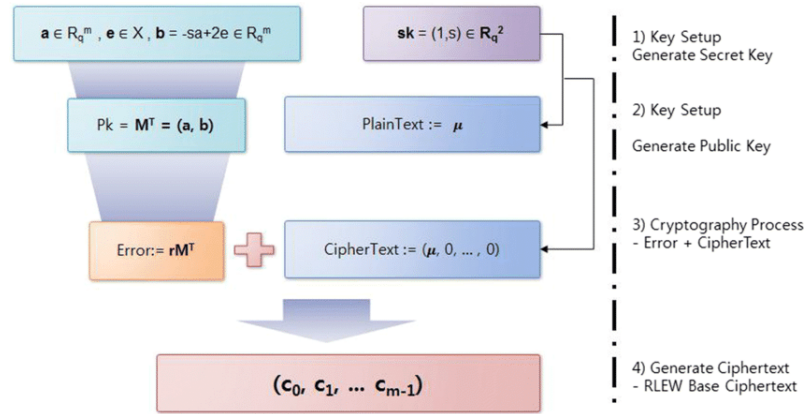 a ∈ Rqᵐ , e ∈ X , b = -sa+2e ∈ Rqᵐ
sk = (1,s) ∈ Rq²
1) Key Setup
Generate Secret Key
Pk = Mᵀ = (a, b)
PlainText := μ
2) Key Setup
Generate Public Key
Error:= rMᵀ
CipherText := (μ, 0, ... , 0)
3) Cryptography Process
- Error + CipherText
(c₀, c₁, ... cₘ₋₁)
4) Generate Ciphertext
- RLEW Base Ciphertext